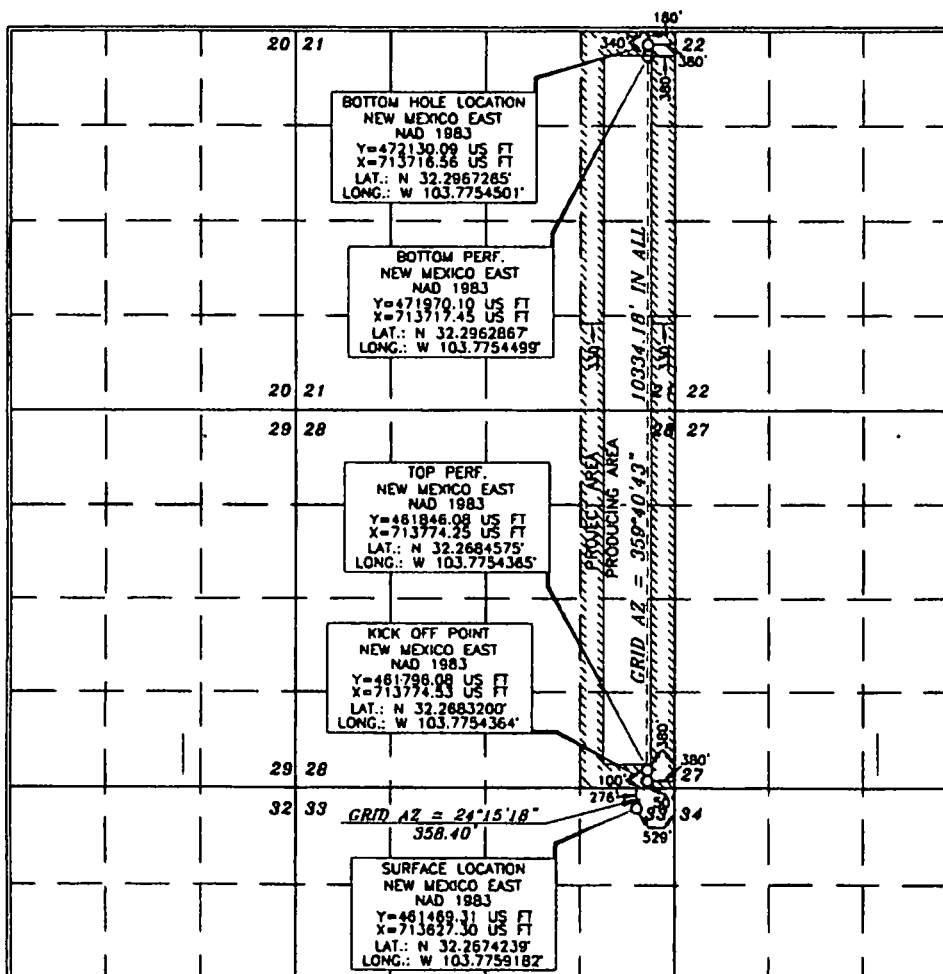 180'
20 21
340'
22
380'
380'
BOTTOM HOLE LOCATION
NEW MEXICO EAST
NAD 1983
Y=472130.09 US FT
X=713716.56 US FT
LAT.: N 32.2967285°
LONG.: W 103.7754501°
BOTTOM PERF.
NEW MEXICO EAST
NAD 1983
Y=471970.10 US FT
X=713717.45 US FT
LAT.: N 32.2962867°
LONG.: W 103.7754499°
330'
330'
GRID AZ = 359°40'43" 10334.18' IN ALL
20 21
21 22
29 28
28 27
PROJECT AREA
PRODUCING AREA
TOP PERF.
NEW MEXICO EAST
NAD 1983
Y=461846.08 US FT
X=713774.25 US FT
LAT.: N 32.2684575°
LONG.: W 103.7754385°
KICK OFF POINT
NEW MEXICO EAST
NAD 1983
Y=461796.08 US FT
X=713774.53 US FT
LAT.: N 32.2683200°
LONG.: W 103.7754364°
380'
380'
29 28
100'
27
276'
32 33
33 34
GRID AZ = 24°15'18"
358.40'
529'
SURFACE LOCATION
NEW MEXICO EAST
NAD 1983
Y=461469.31 US FT
X=713627.30 US FT
LAT.: N 32.2674239°
LONG.: W 103.7759182°